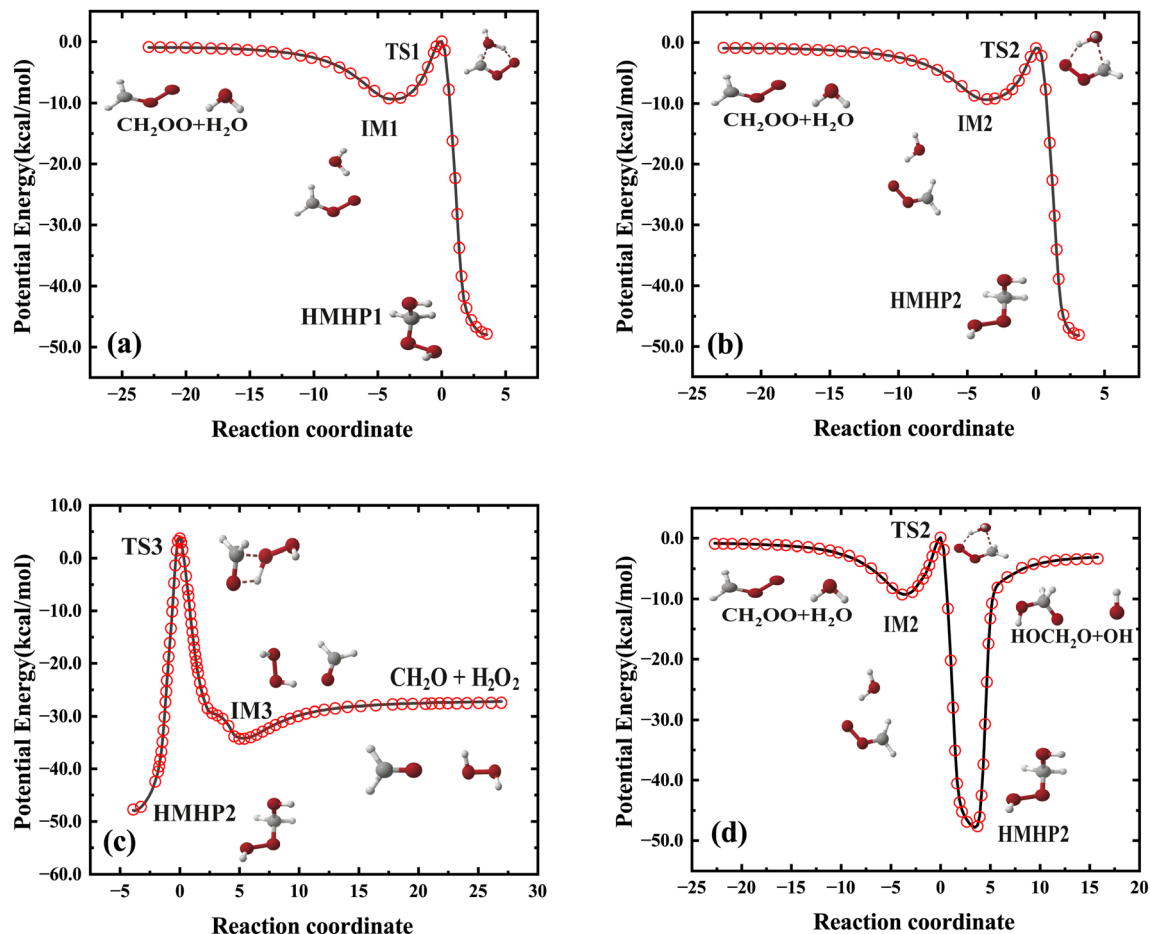 0.0
−10.0
−20.0
−30.0
−40.0
−50.0
Potential Energy(kcal/mol)
TS1
CH₂OO+H₂O
IM1
HMHP1
(a)
−25 −20 −15 −10 −5 0 5
Reaction coordinate
0.0
−10.0
−20.0
−30.0
−40.0
−50.0
Potential Energy(kcal/mol)
TS2
CH₂OO+H₂O
IM2
HMHP2
(b)
−25 −20 −15 −10 −5 0 5
Reaction coordinate
10.0
0.0
−10.0
−20.0
−30.0
−40.0
−50.0
−60.0
Potential Energy(kcal/mol)
TS3
CH₂O + H₂O₂
IM3
HMHP2
(c)
−5 0 5 10 15 20 25 30
Reaction coordinate
0.0
−10.0
−20.0
−30.0
−40.0
−50.0
Potential Energy(kcal/mol)
TS2
CH₂OO+H₂O
IM2
HOCH₂O+OH
HMHP2
(d)
−25 −20 −15 −10 −5 0 5 10 15 20
Reaction coordinate